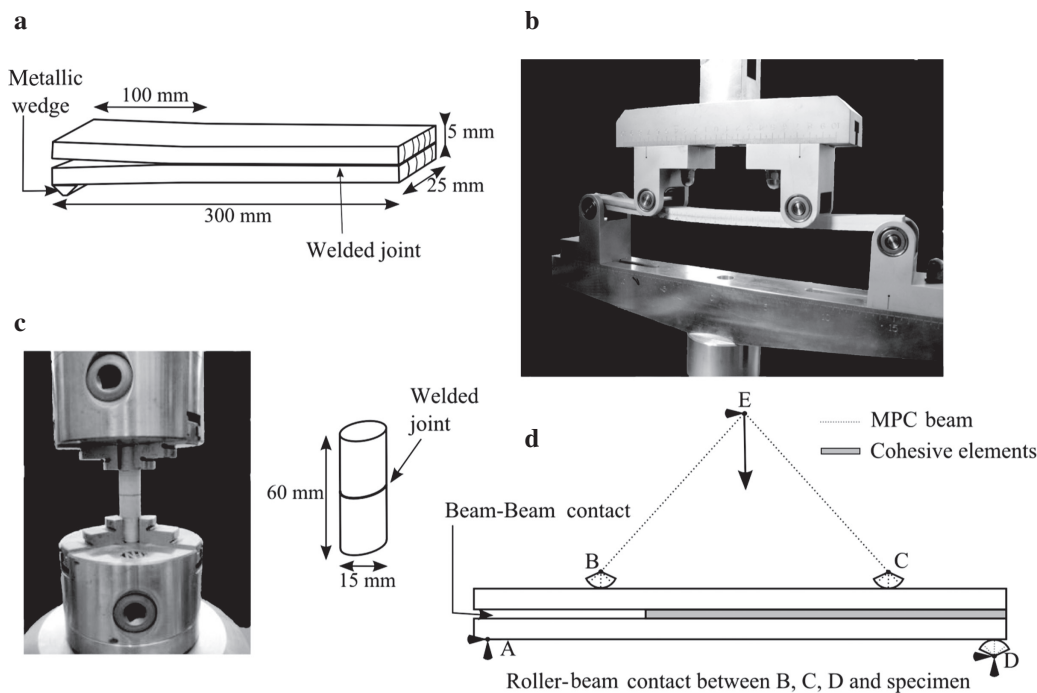 a
Metallic
wedge
100 mm
5 mm
25 mm
300 mm
Welded joint
b
c
Welded
joint
60 mm
15 mm
d
E
MPC beam
Cohesive elements
Beam-Beam contact
B
C
A
D
Roller-beam contact between B, C, D and specimen